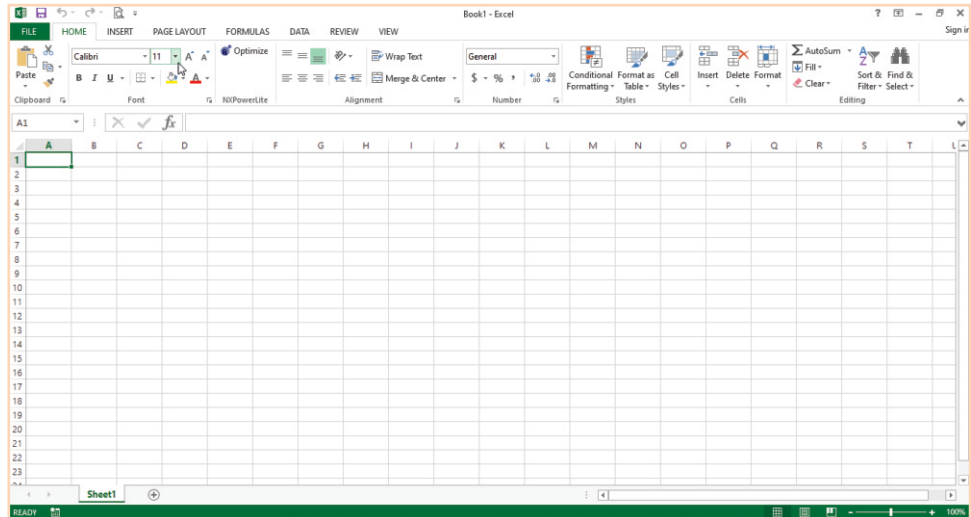 Book1 - Excel
FILE HOME INSERT PAGE LAYOUT FORMULAS DATA REVIEW VIEW Sign in
Calibri 11 A A Optimize Wrap Text General AutoSum
Paste B I U A Merge & Center $ % , Conditional Formatting Format as Table Cell Styles Insert Delete Format Fill Clear Sort & Filter Find & Select
Clipboard Font NXPowerLite Alignment Number Styles Cells Editing
A1 fx
A B C D E F G H I J K L M N O P Q R S T
1
2
3
4
5
6
7
8
9
10
11
12
13
14
15
16
17
18
19
20
21
22
23
Sheet1
READY 100%